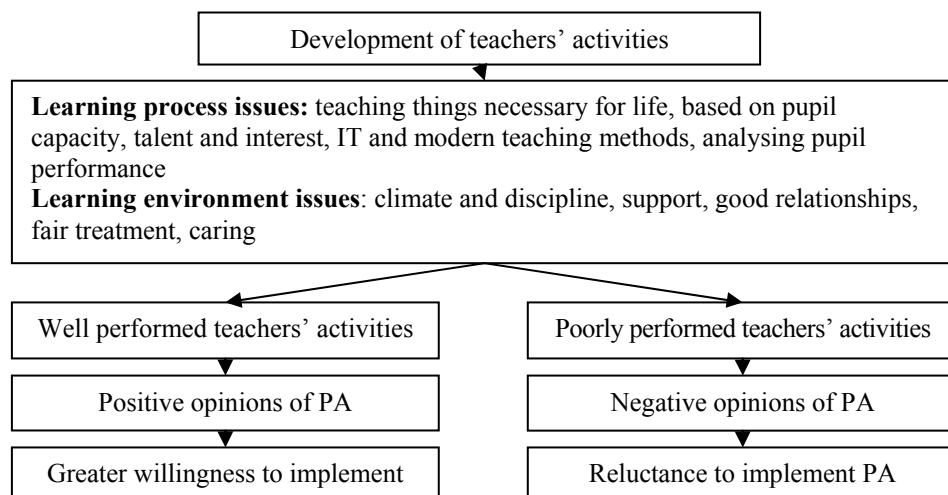 Development of teachers’ activities
Learning process issues: teaching things necessary for life, based on pupil
capacity, talent and interest, IT and modern teaching methods, analysing pupil
performance
Learning environment issues: climate and discipline, support, good relationships,
fair treatment, caring
Well performed teachers’ activities
Poorly performed teachers’ activities
Positive opinions of PA
Negative opinions of PA
Greater willingness to implement
Reluctance to implement PA